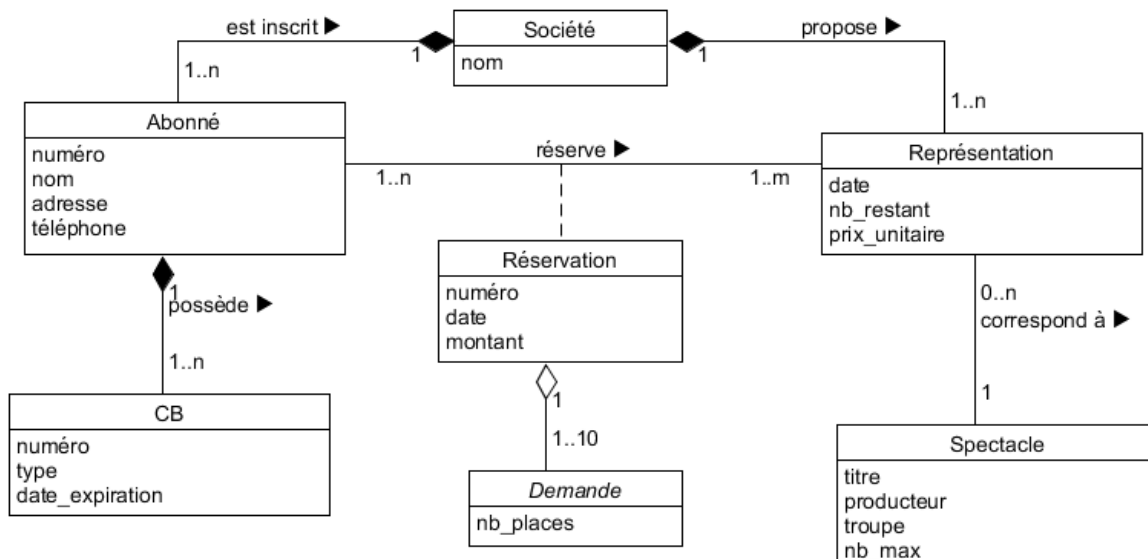 est inscrit ▶
Société
propose ▶
1
nom
1
1..n
1..n
Abonné
numéro
nom
adresse
téléphone
réserve ▶
1..n
1..m
Représentation
date
nb_restant
prix_unitaire
Réservation
numéro
date
montant
1
possède ▶
1..n
0..n
correspond à ▶
1
CB
numéro
type
date_expiration
1
1..10
Demande
nb_places
Spectacle
titre
producteur
troupe
nb_max